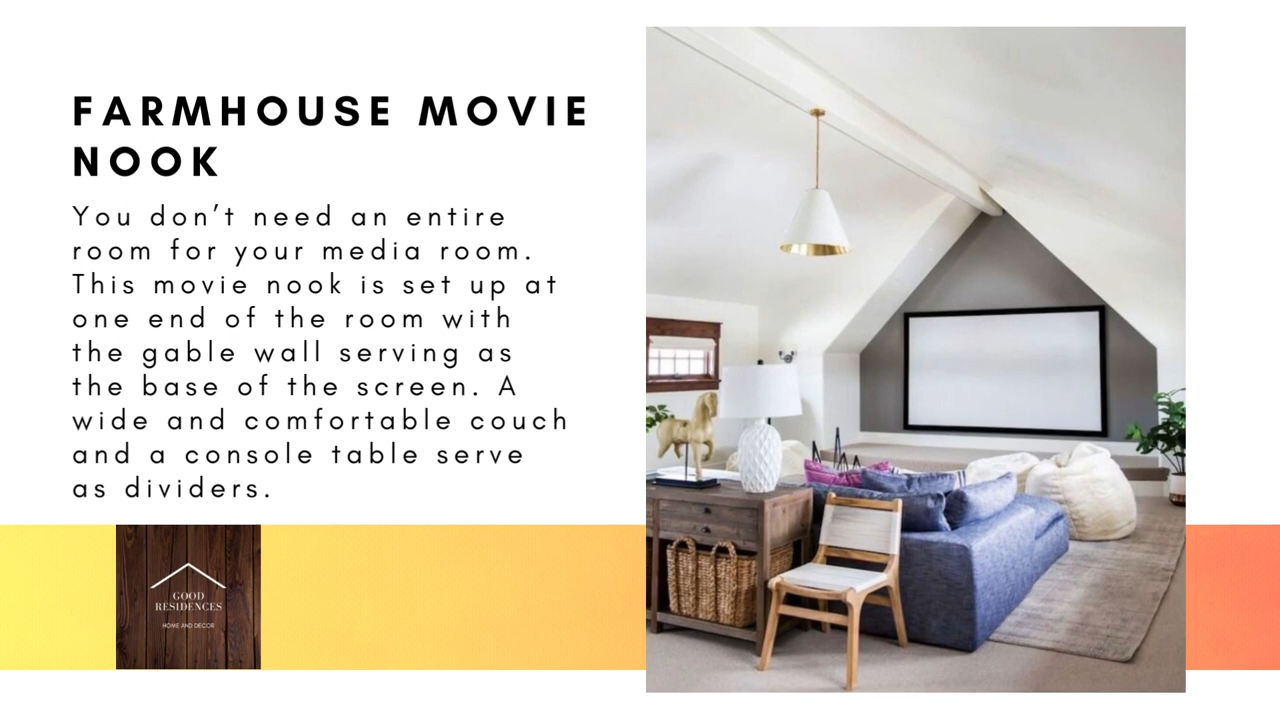 FARMHOUSE MOVIE
NOOK
You don’t need an entire
room for your media room.
This movie nook is set up at
one end of the room with
the gable wall serving as
the base of the screen. A
wide and comfortable couch
and a console table serve
as dividers.
GOOD
RESIDENCES
HOME AND DECOR